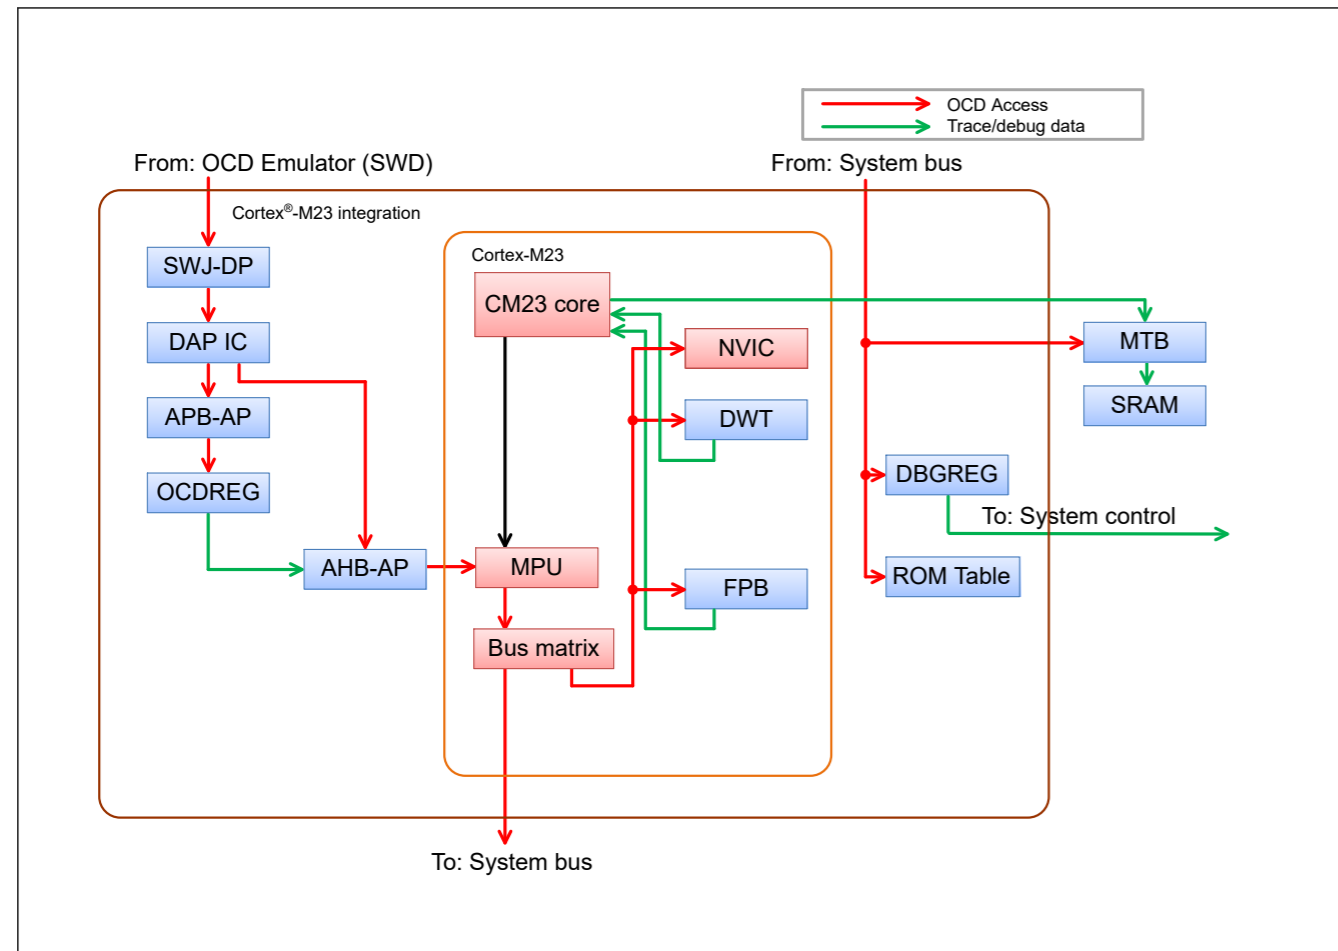 OCD Access
Trace/debug data
From: OCD Emulator (SWD)
From: System bus
Cortex®-M23 integration
Cortex-M23
SWJ-DP
CM23 core
DAP IC
NVIC
MTB
APB-AP
DWT
SRAM
OCDREG
DBGREG
To: System control
AHB-AP
MPU
FPB
ROM Table
Bus matrix
To: System bus